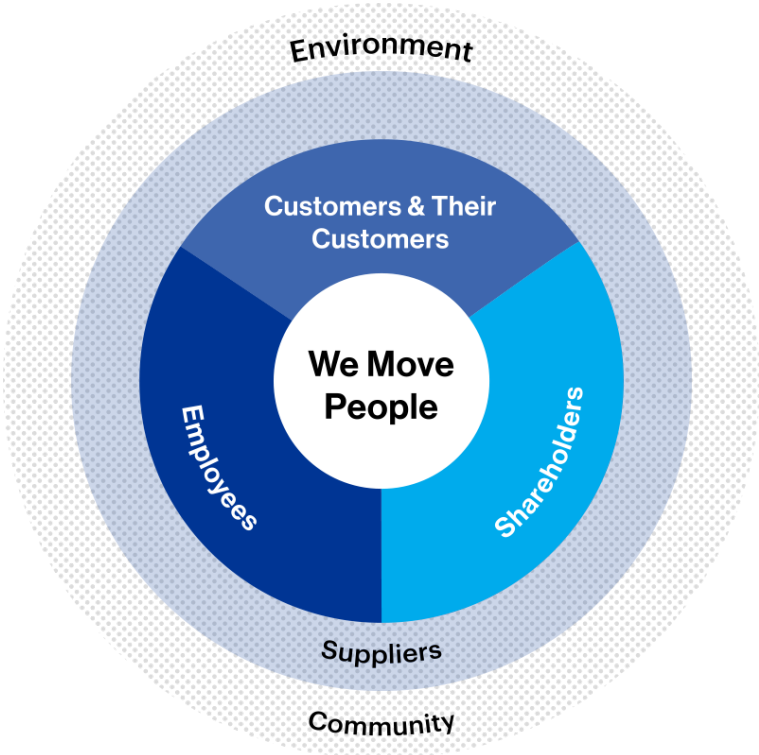 Environment
Customers & Their
Customers
We Move
People
Employees
Shareholders
Suppliers
Community